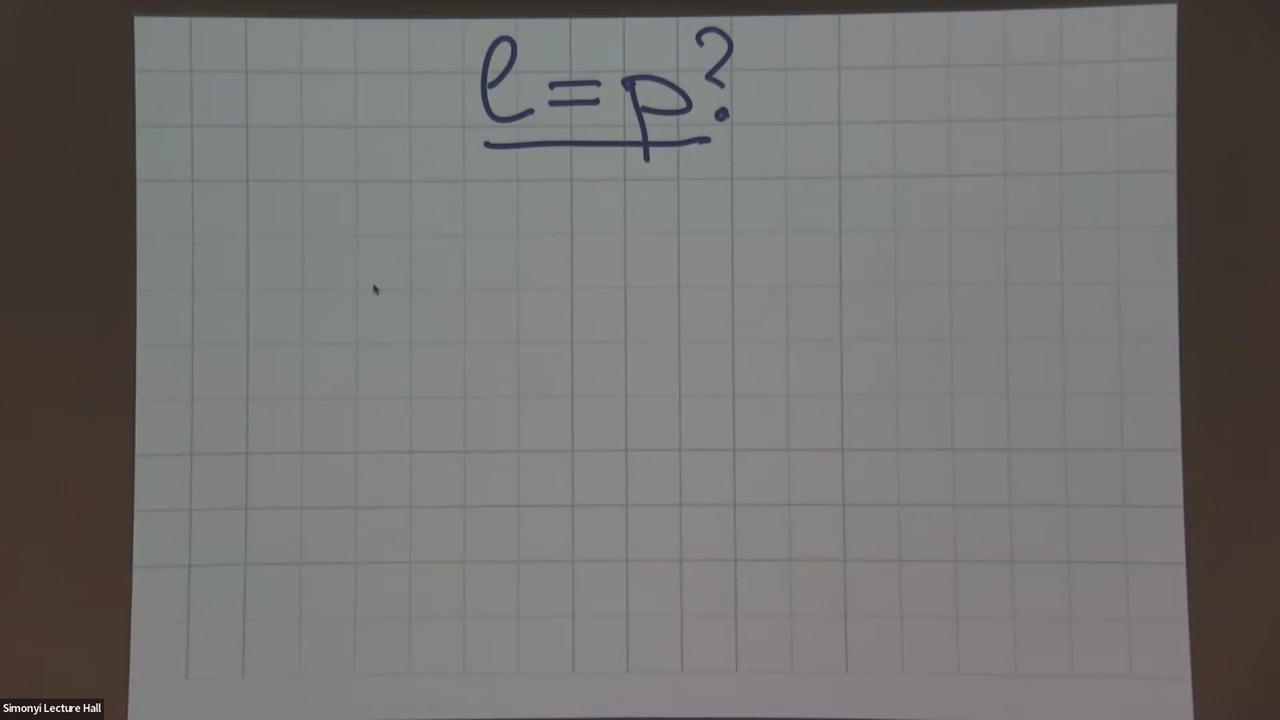 ℓ = p?
Simonyi Lecture Hall